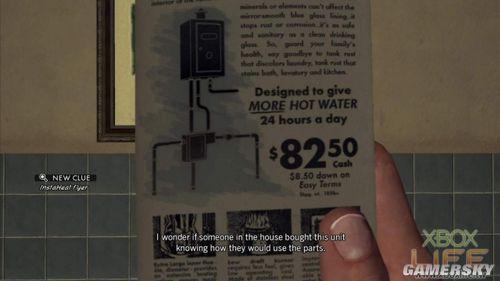 minerals or elements can't affect the
mirrorsmooth blue glass lining...it
stops rust or corrosion...it's as safe
and sanitary as a clean drinking
glass. So, guard your family's
health, say goodbye to tank rust
that discolors laundry, tank rust that
stains bath, lavatory and kitchen.
Designed to give
MORE HOT WATER
24 hours a day
$82.50
Cash
$8.50 down on
Easy Terms
NEW CLUE
InstaHeat flyer
I wonder if someone in the house bought this unit
knowing how they would use the parts.
XBOX
LIFE
GAMERSKY